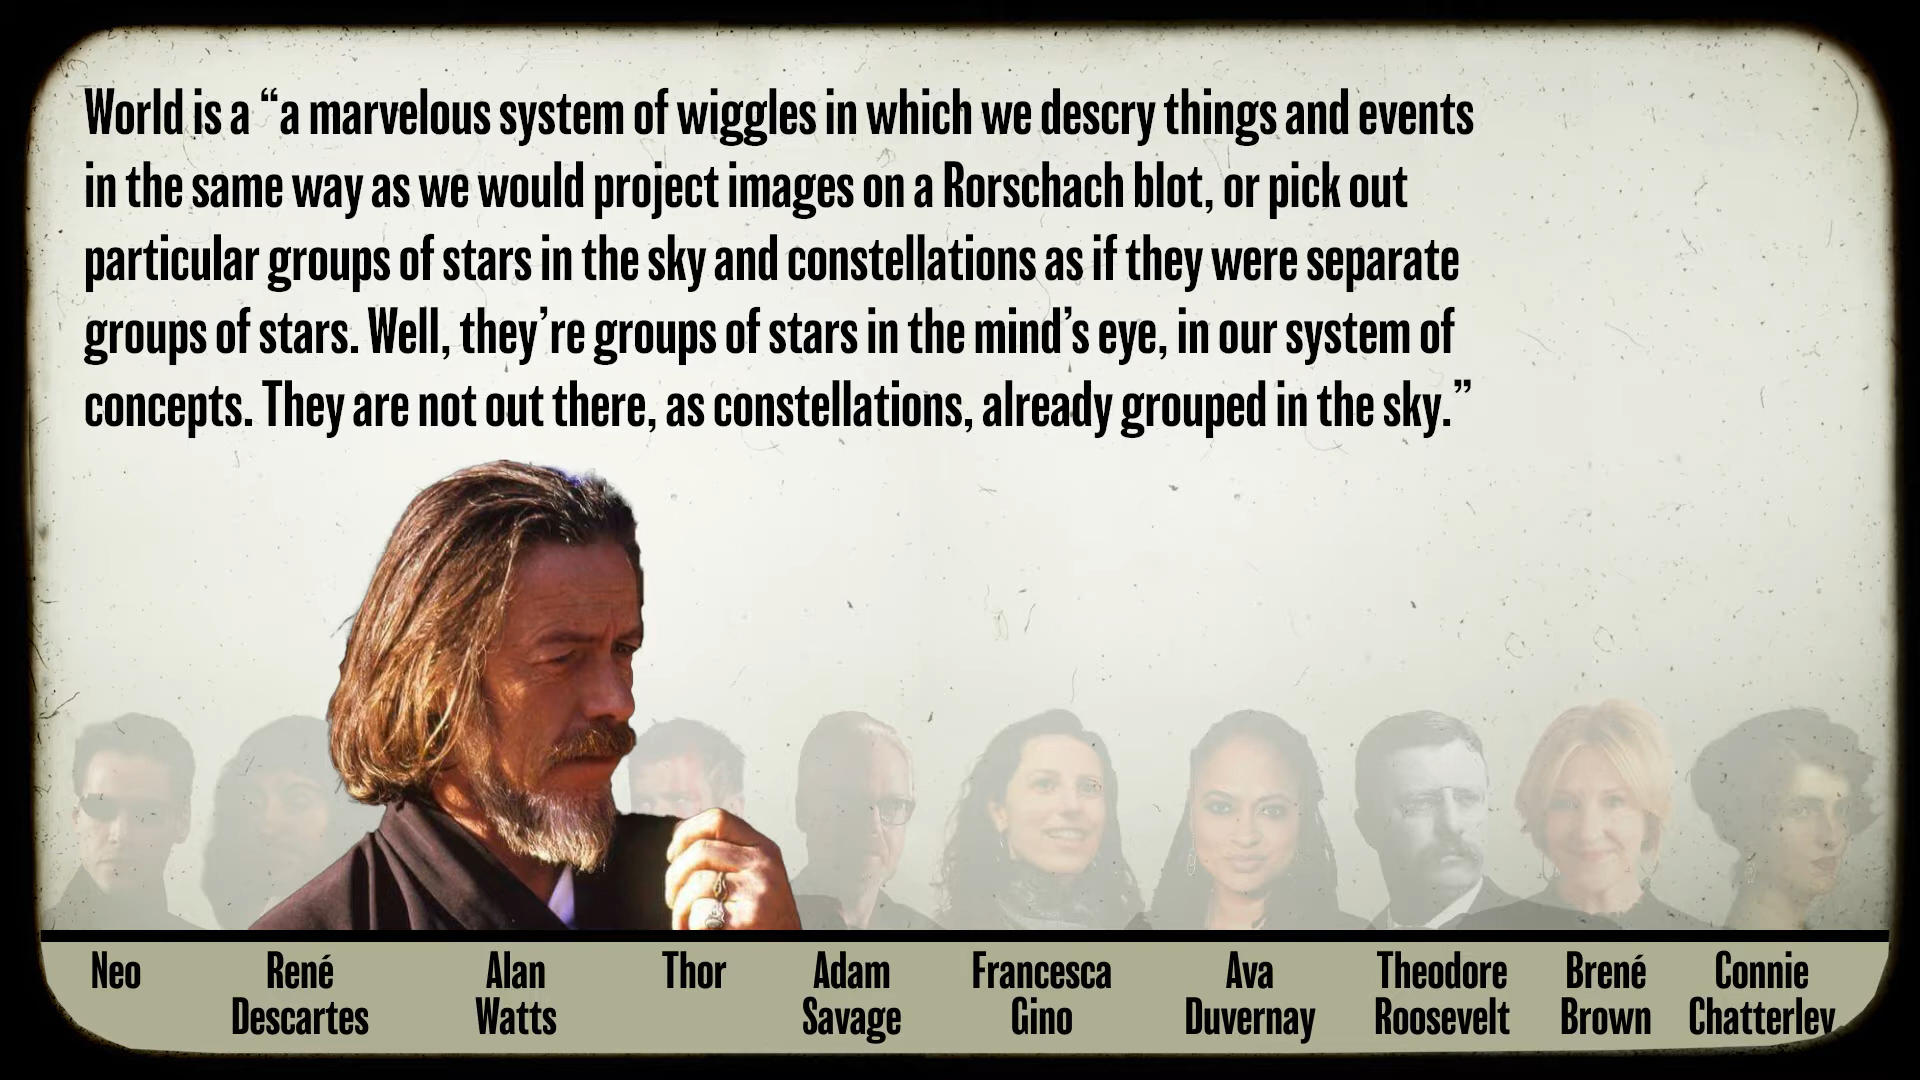 World is a “a marvelous system of wiggles in which we descry things and events
in the same way as we would project images on a Rorschach blot, or pick out
particular groups of stars in the sky and constellations as if they were separate
groups of stars. Well, they’re groups of stars in the mind’s eye, in our system of
concepts. They are not out there, as constellations, already grouped in the sky.”
Neo
René
Descartes
Alan
Watts
Thor
Adam
Savage
Francesca
Gino
Ava
Duvernay
Theodore
Roosevelt
Brené
Brown
Connie
Chatterley